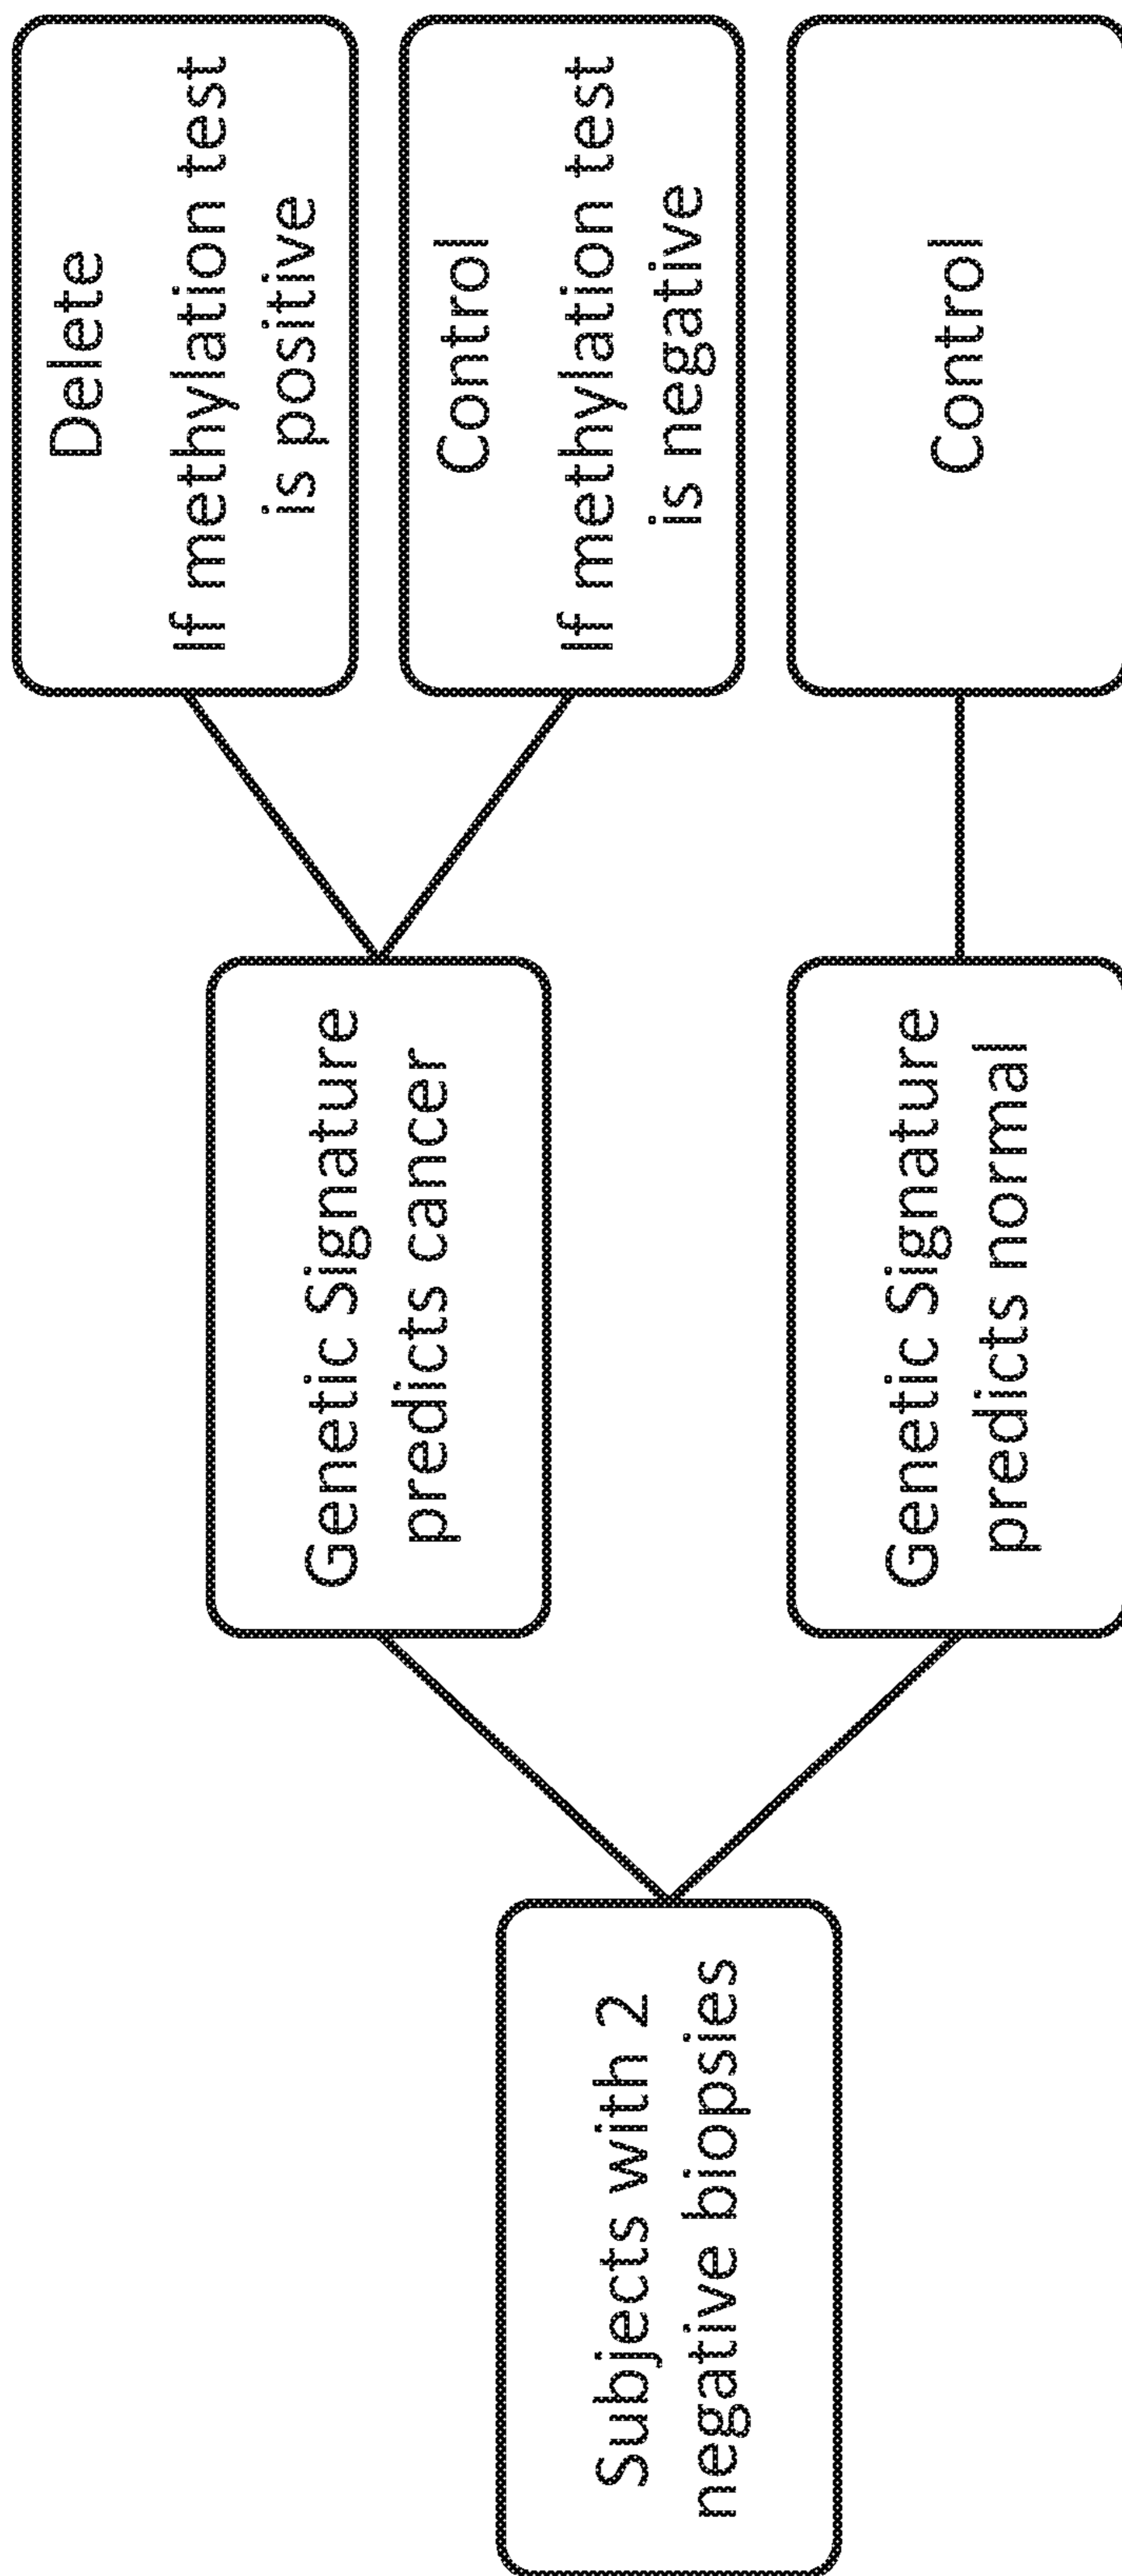 Subjects with 2
negative biopsies
Genetic Signature
predicts cancer
Genetic Signature
predicts normal
Delete
If methylation test
is positive
Control
If methylation test
is negative
Control